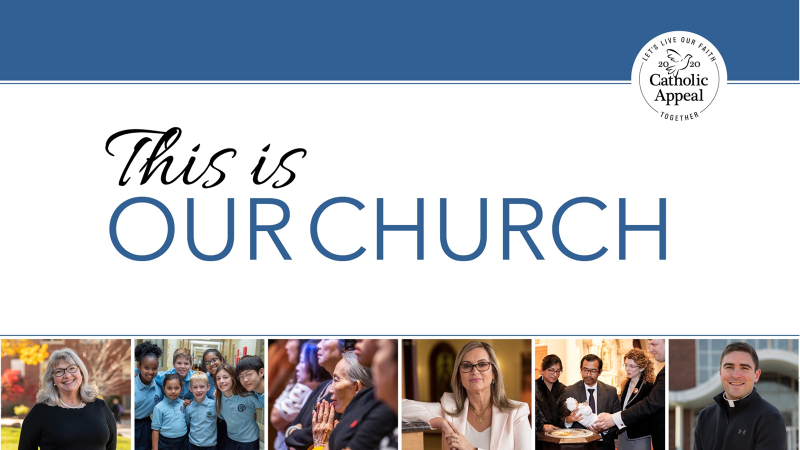 LET'S LIVE OUR FAITH
2020
Catholic
Appeal
TOGETHER
This is
OUR CHURCH